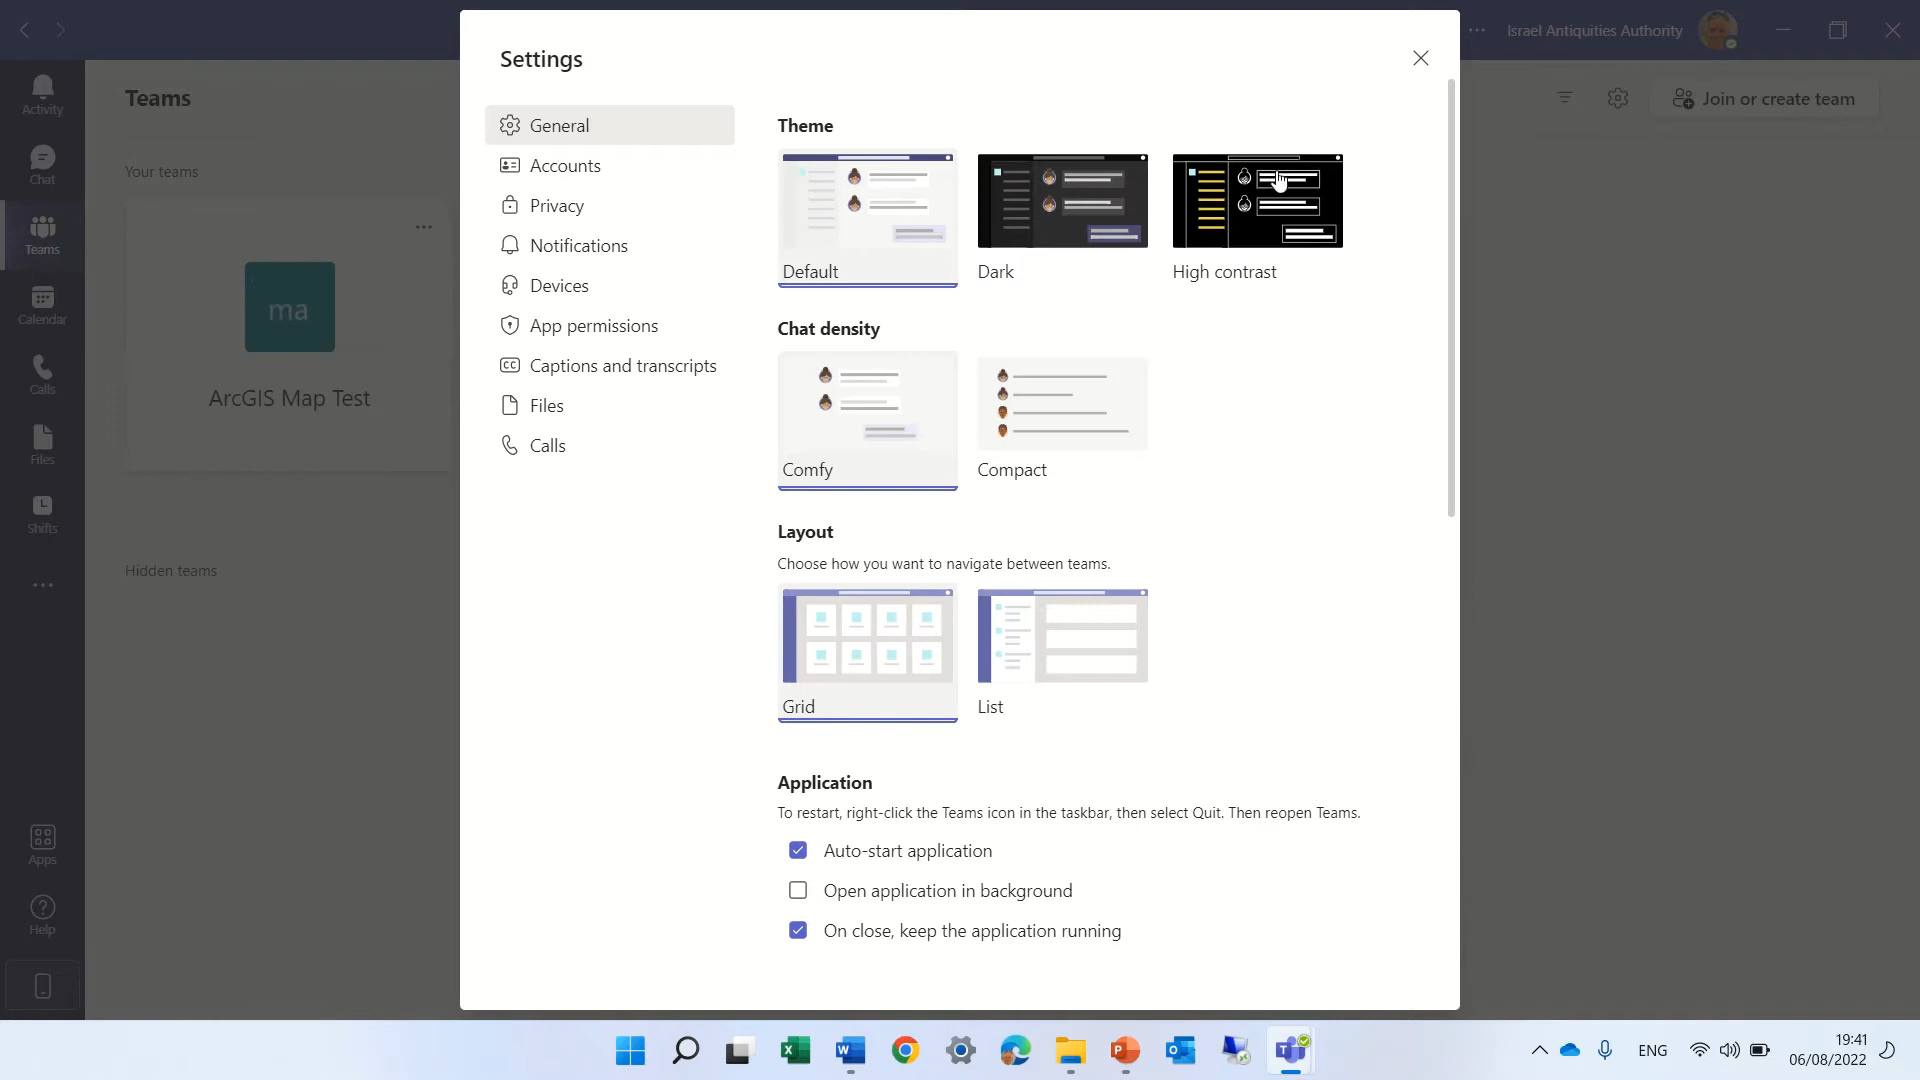 Israel Antiquities Authority
Activity
Chat
Teams
Calendar
Calls
Files
Shifts
Apps
Help
Teams
Join or create team
Your teams
ma
ArcGIS Map Test
Hidden teams
Settings
General
Accounts
Privacy
Notifications
Devices
App permissions
CC
Captions and transcripts
Files
Calls
Theme
Default
Dark
High contrast
Chat density
Comfy
Compact
Layout
Choose how you want to navigate between teams.
Grid
List
Application
To restart, right-click the Teams icon in the taskbar, then select Quit. Then reopen Teams.
Auto-start application
Open application in background
On close, keep the application running
ENG
19:41
06/08/2022